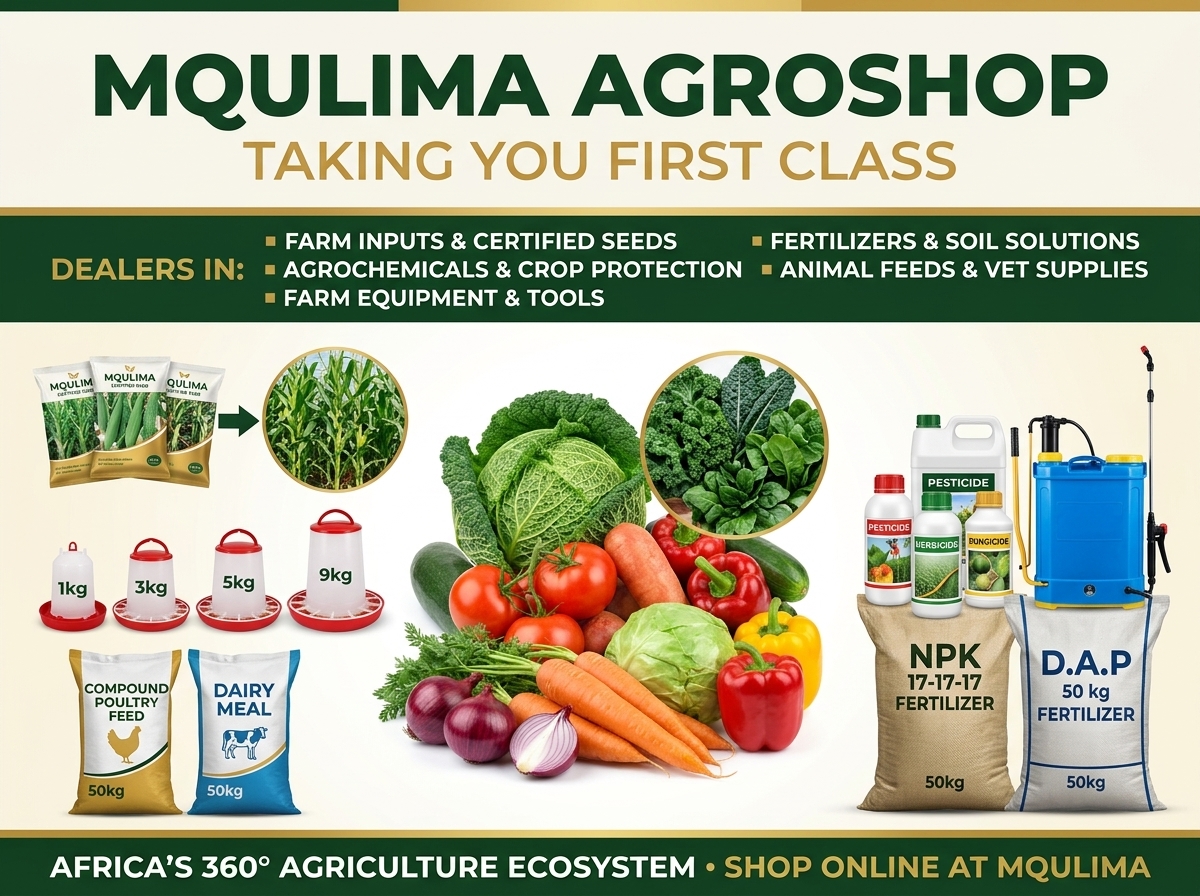 MQULIMA AGROSHOP
TAKING YOU FIRST CLASS
DEALERS IN:
■ FARM INPUTS & CERTIFIED SEEDS
■ FERTILIZERS & SOIL SOLUTIONS
■ AGROCHEMICALS & CROP PROTECTION
■ ANIMAL FEEDS & VET SUPPLIES
■ FARM EQUIPMENT & TOOLS
MQULIMA
1kg
3kg
5kg
9kg
COMPOUND
POULTRY
FEED
50kg
DAIRY
MEAL
50kg
PESTICIDE
PESTICIDE
NPK
17-17-17
FERTILIZER
50kg
D.A.P
50 kg
FERTILIZER
50kg
AFRICA'S 360° AGRICULTURE ECOSYSTEM • SHOP ONLINE AT MQULIMA